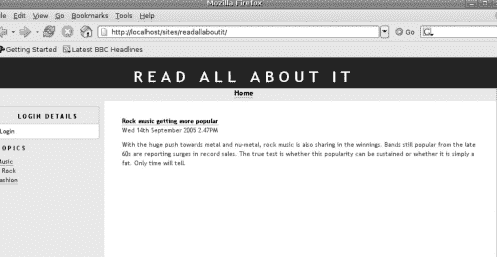 Mozilla Firefox
le Edit View Go Bookmarks Tools Help
http://localhost/sites/readallaboutit/ Go
Getting Started Latest BBC Headlines
READ ALL ABOUT IT
Home
LOGIN DETAILS
Login
OPICS
Rock
ashion
Rock music getting more popular
Wed 14th September 2005 2.47PM
With the huge push towards metal and nu-metal, rock music is also sharing in the winnings. Bands still popular from the late
60s are reporting surges in record sales. The true test is whether this popularity can be sustained or whether it is simply a
fat. Only time will tell.